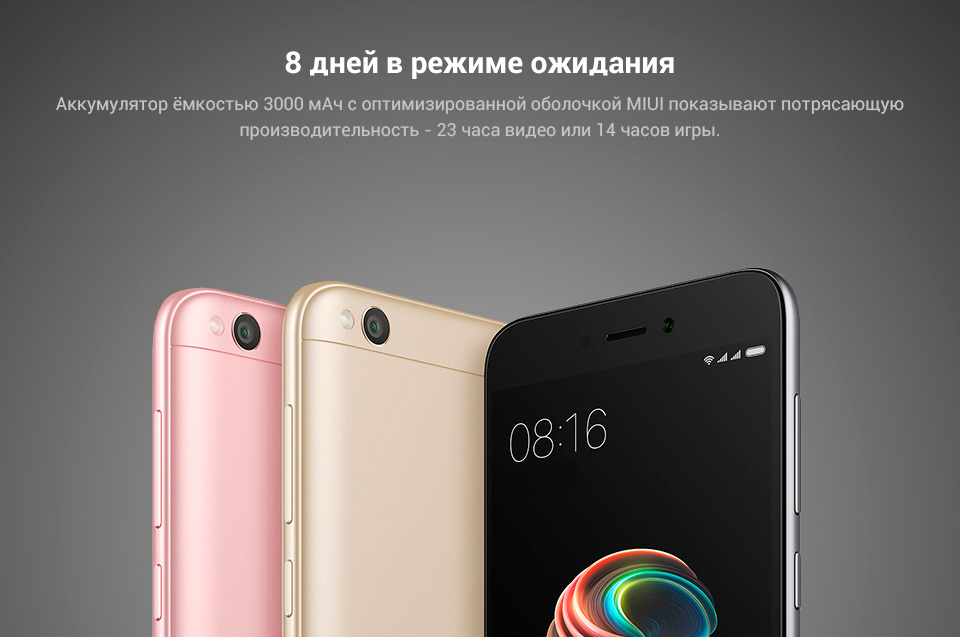 8 дней в режиме ожидания
Аккумулятор ёмкостью 3000 мАч с оптимизированной оболочкой MIUI показывают потрясающую
производительность - 23 часа видео или 14 часов игры.
08:16